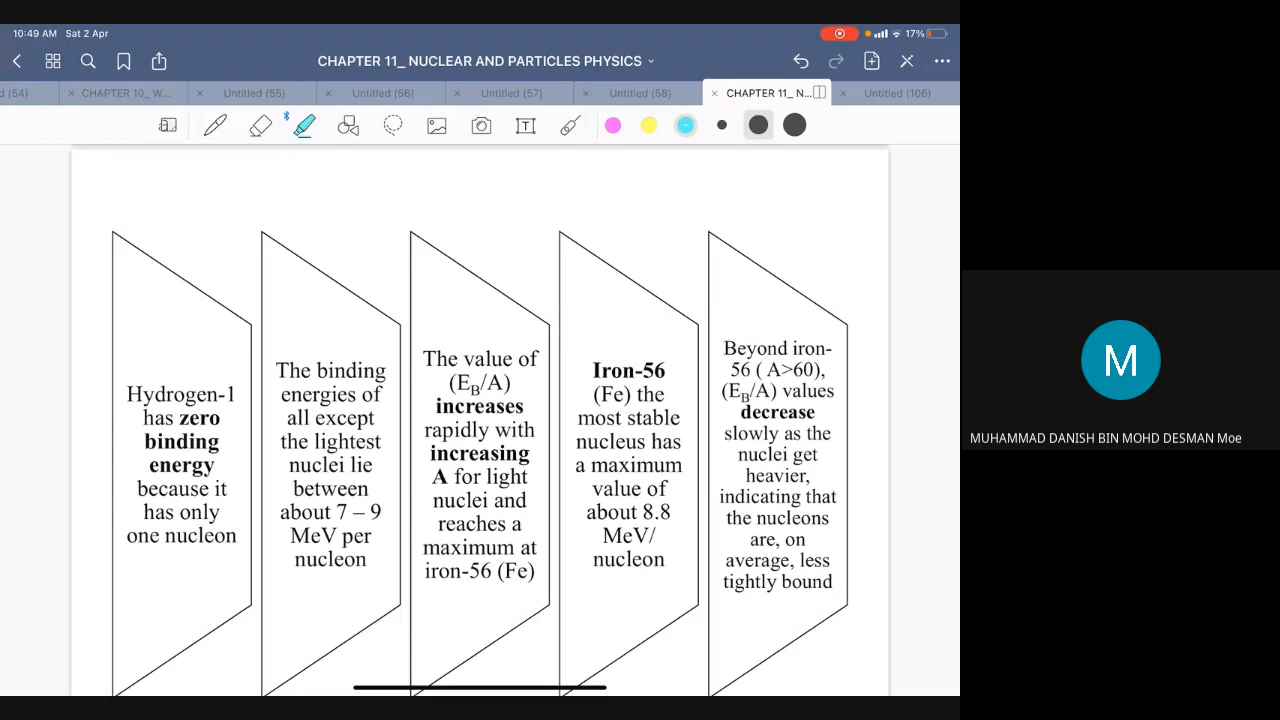 10:49 AM Sat 2 Apr
17%
CHAPTER 11_ NUCLEAR AND PARTICLES PHYSICS
d (54)
CHAPTER 10_ W...
Untitled (55)
Untitled (56)
Untitled (57)
Untitled (58)
CHAPTER 11_ N...
Untitled (106)
Hydrogen-1
has zero
binding
energy
because it
has only
one nucleon
The binding
energies of
all except
the lightest
nuclei lie
between
about 7 – 9
MeV per
nucleon
The value of
(EB/A)
increases
rapidly with
increasing
A for light
nuclei and
reaches a
maximum at
iron-56 (Fe)
Iron-56
(Fe) the
most stable
nucleus has
a maximum
value of
about 8.8
MeV/
nucleon
Beyond iron-
56 ( A>60),
(EB/A) values
decrease
slowly as the
nuclei get
heavier,
indicating that
the nucleons
are, on
average, less
tightly bound
M
MUHAMMAD DANISH BIN MOHD DESMAN Moe